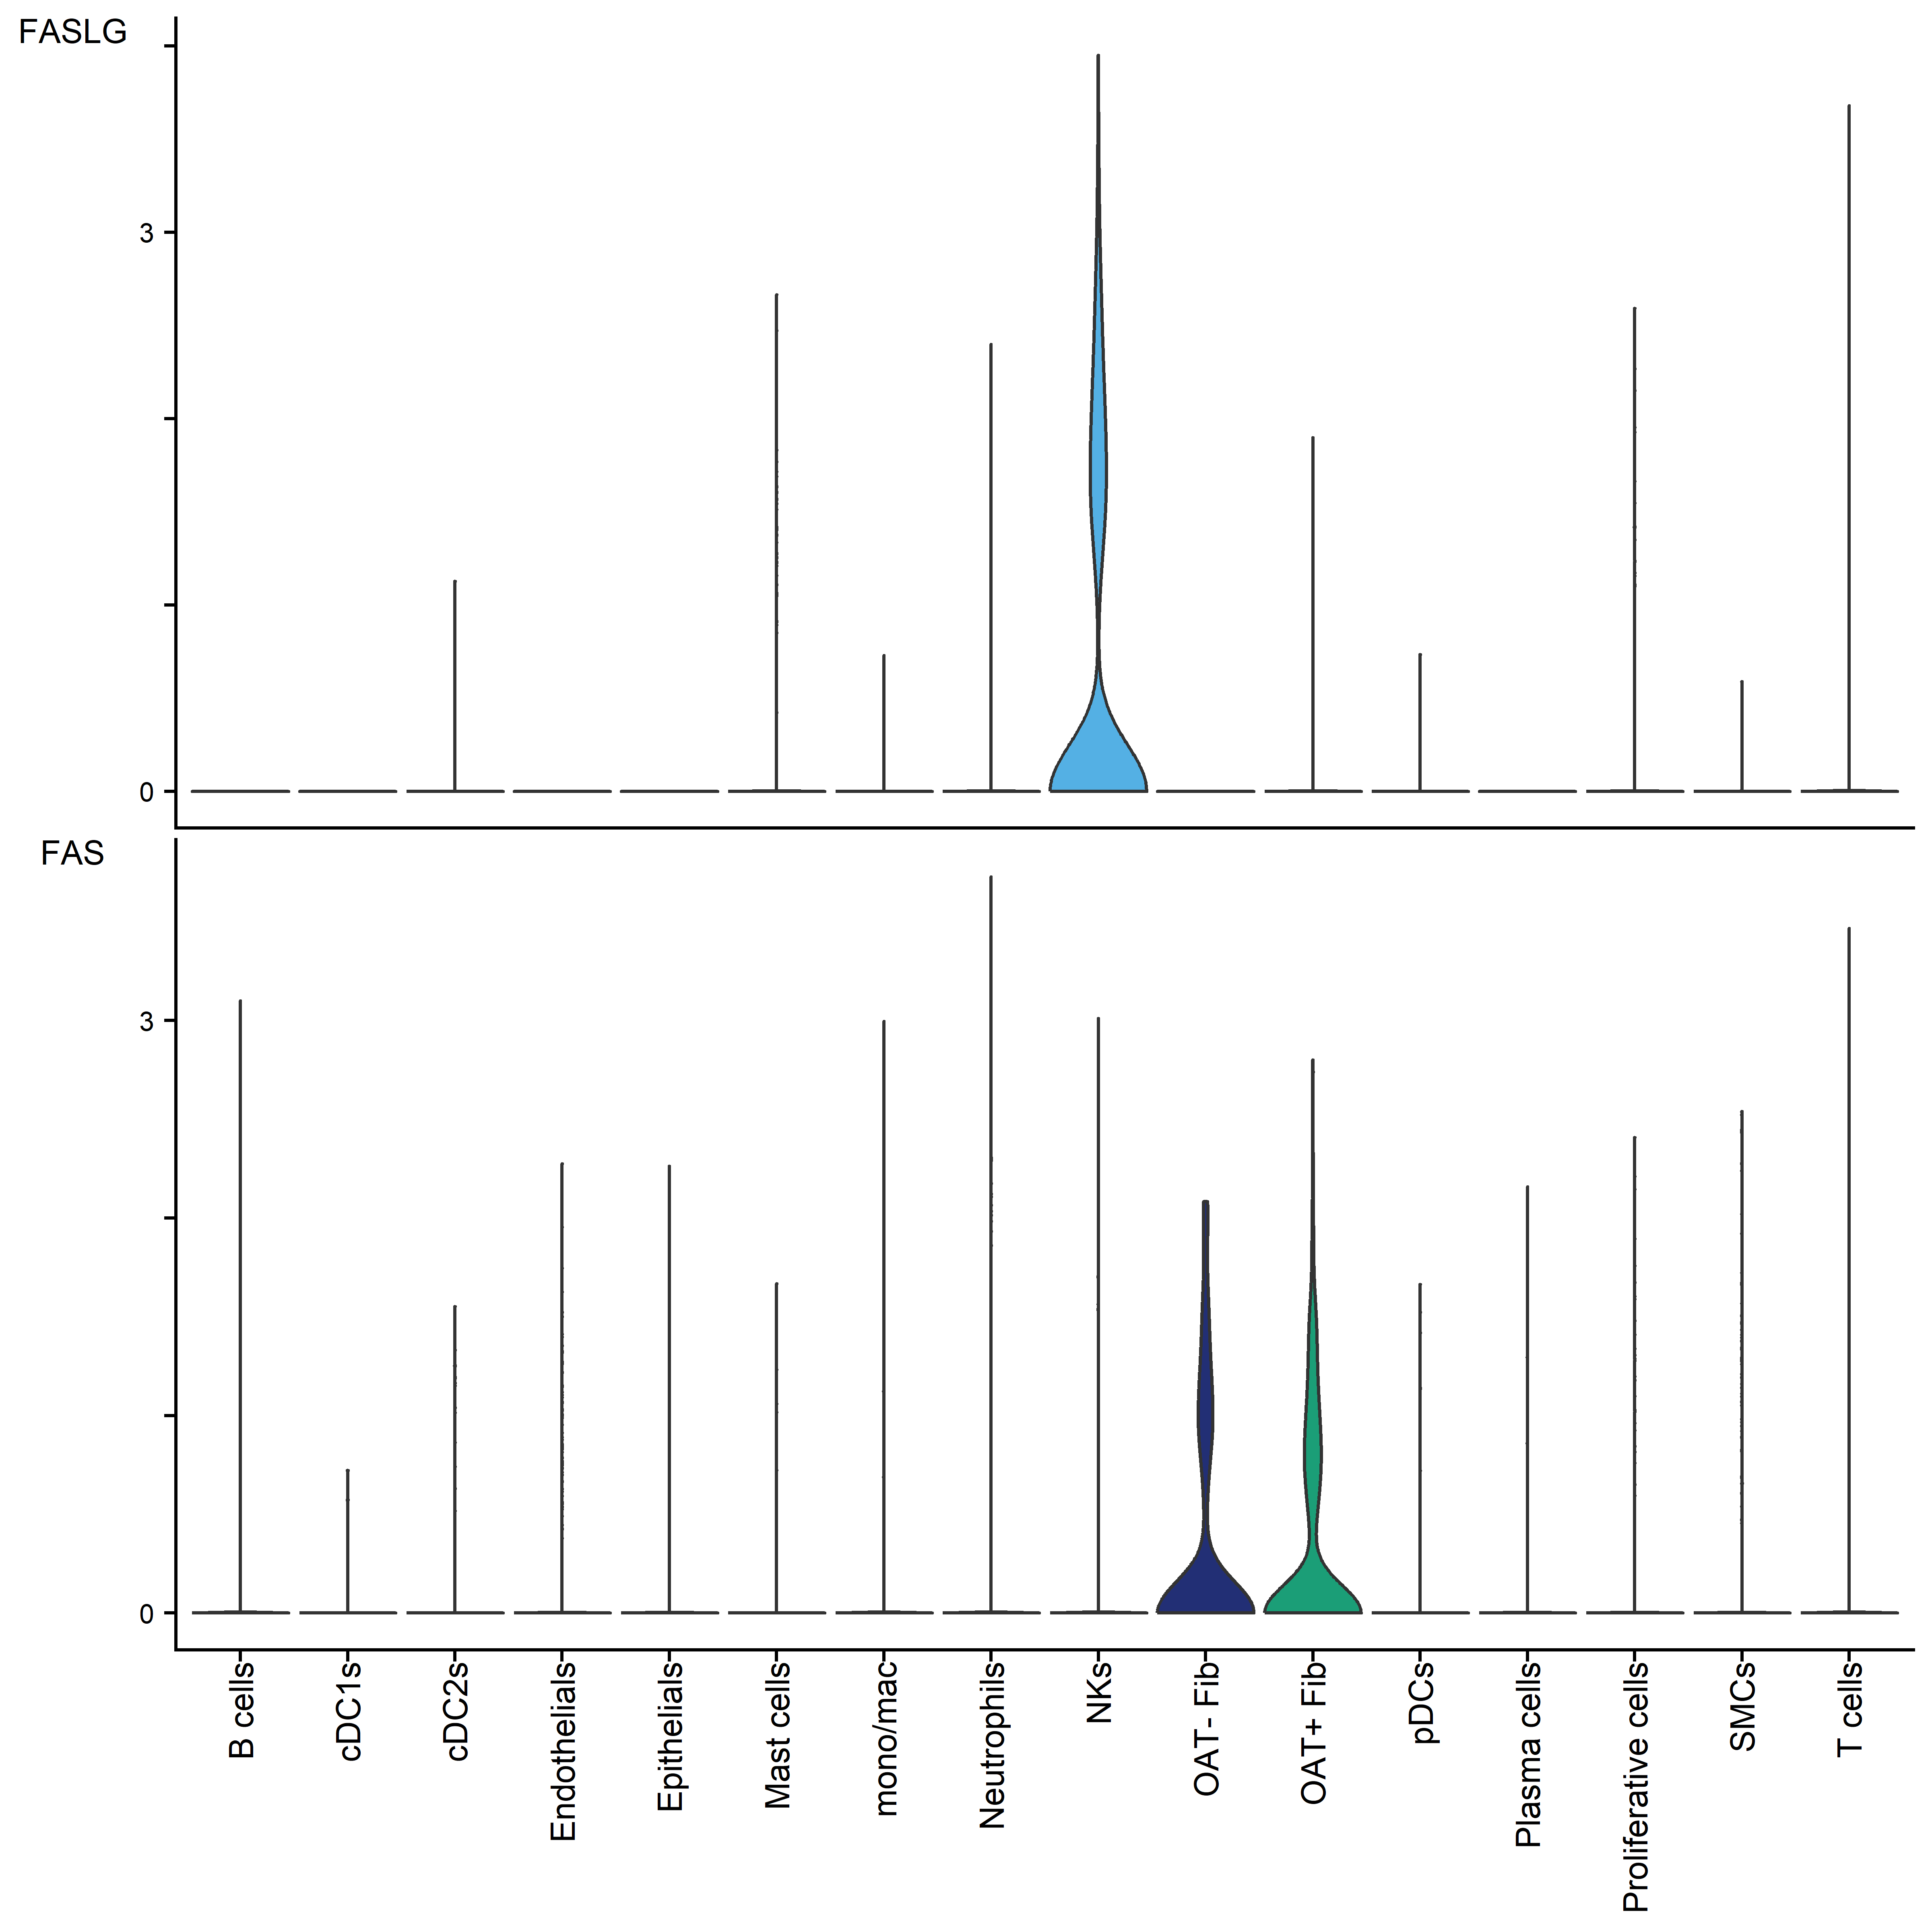 FASLG
3
0
FAS
3
0
B cells
cDC1s
cDC2s
Endothelials
Epithelials
Mast cells
mono/mac
Neutrophils
NKs
OAT- Fib
OAT+ Fib
pDCs
Plasma cells
Proliferative cells
SMCs
T cells